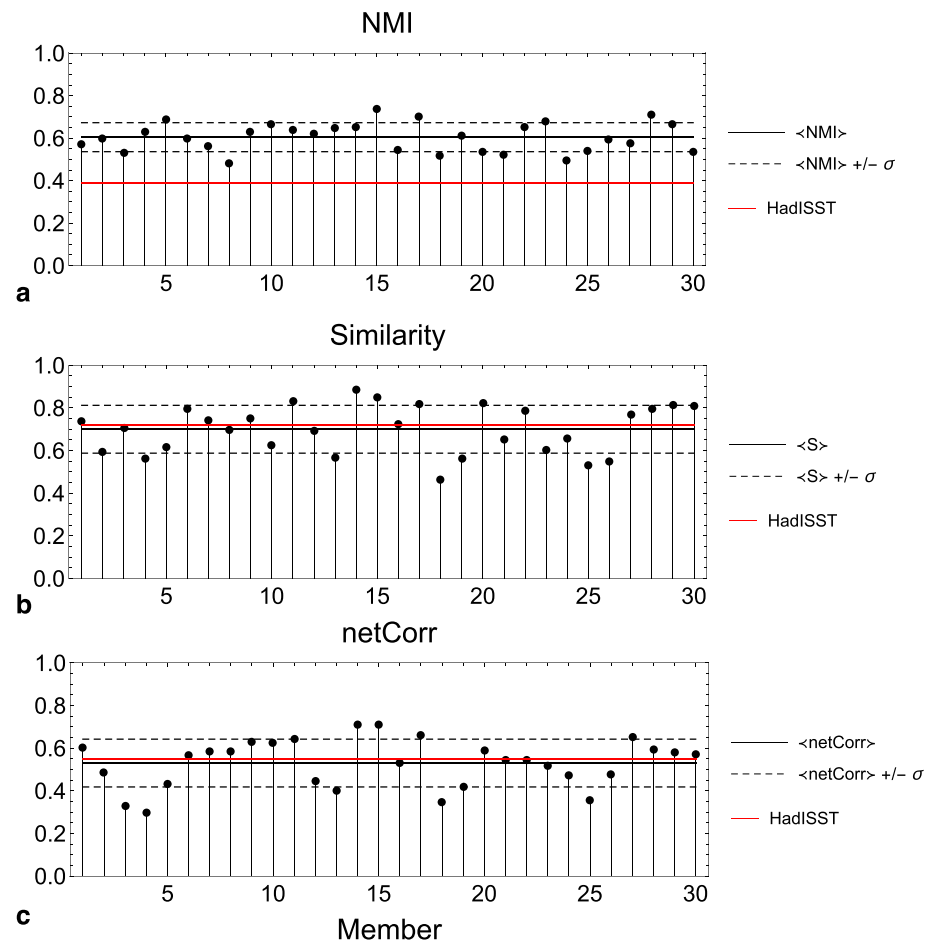 NMI
1.0
0.8
0.6
0.4
0.2
0.0
5 10 15 20 25 30
≺NMI≻
≺NMI≻ +/− σ
HadISST
a
Similarity
1.0
0.8
0.6
0.4
0.2
0.0
5 10 15 20 25 30
≺S≻
≺S≻ +/− σ
HadISST
b
netCorr
1.0
0.8
0.6
0.4
0.2
0.0
5 10 15 20 25 30
≺netCorr≻
≺netCorr≻ +/− σ
HadISST
c
Member